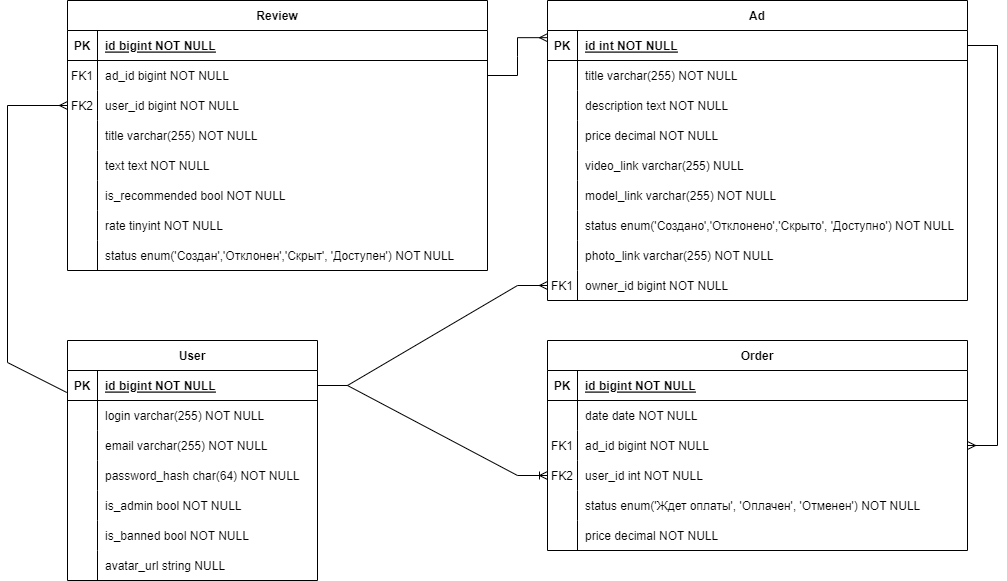 Review
PK id bigint NOT NULL
FK1 ad_id bigint NOT NULL
FK2 user_id bigint NOT NULL
title varchar(255) NOT NULL
text text NOT NULL
is_recommended bool NOT NULL
rate tinyint NOT NULL
status enum('Создан','Отклонен','Скрыт', 'Доступен') NOT NULL
Ad
PK id int NOT NULL
title varchar(255) NOT NULL
description text NOT NULL
price decimal NOT NULL
video_link varchar(255) NULL
model_link varchar(255) NOT NULL
status enum('Создано','Отклонено','Скрыто', 'Доступно') NOT NULL
photo_link varchar(255) NOT NULL
FK1 owner_id bigint NOT NULL
User
PK id bigint NOT NULL
login varchar(255) NOT NULL
email varchar(255) NOT NULL
password_hash char(64) NOT NULL
is_admin bool NOT NULL
is_banned bool NOT NULL
avatar_url string NULL
Order
PK id bigint NOT NULL
date date NOT NULL
FK1 ad_id bigint NOT NULL
FK2 user_id int NOT NULL
status enum('Ждет оплаты', 'Оплачен', 'Отменен') NOT NULL
price decimal NOT NULL